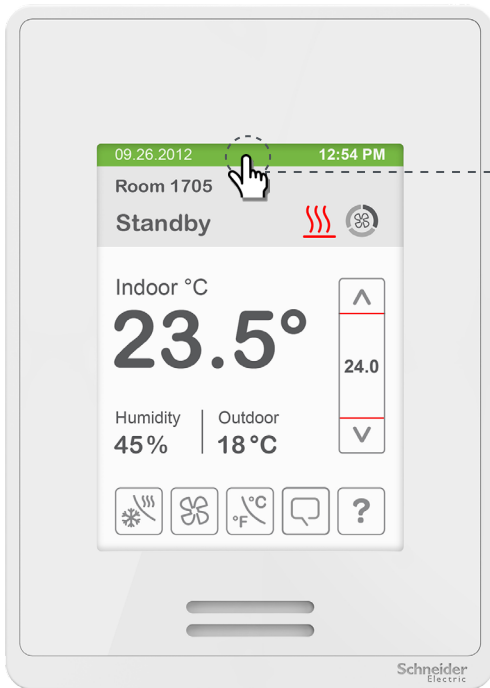 09.26.2012 12:54 PM
Room 1705
Standby
Indoor °C
23.5°
24.0
Humidity Outdoor
45% 18°C
°C
°F
?
Schneider
Electric